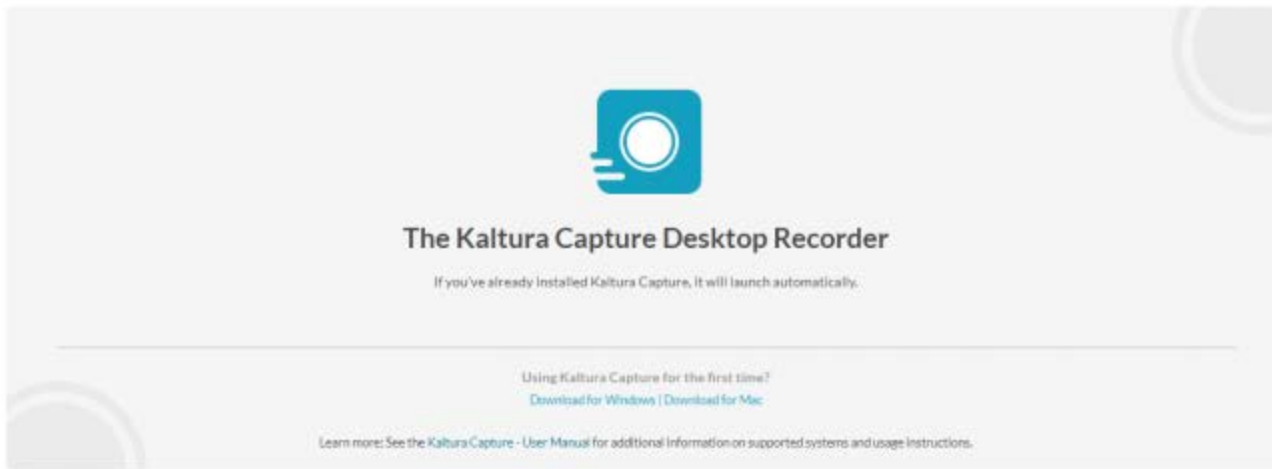 The Kaltura Capture Desktop Recorder
If you've already installed Kaltura Capture, it will launch automatically.
Using Kaltura Capture for the first time?
Download for Windows | Download for Mac
Learn more: See the Kaltura Capture - User Manual for additional information on supported systems and usage instructions.